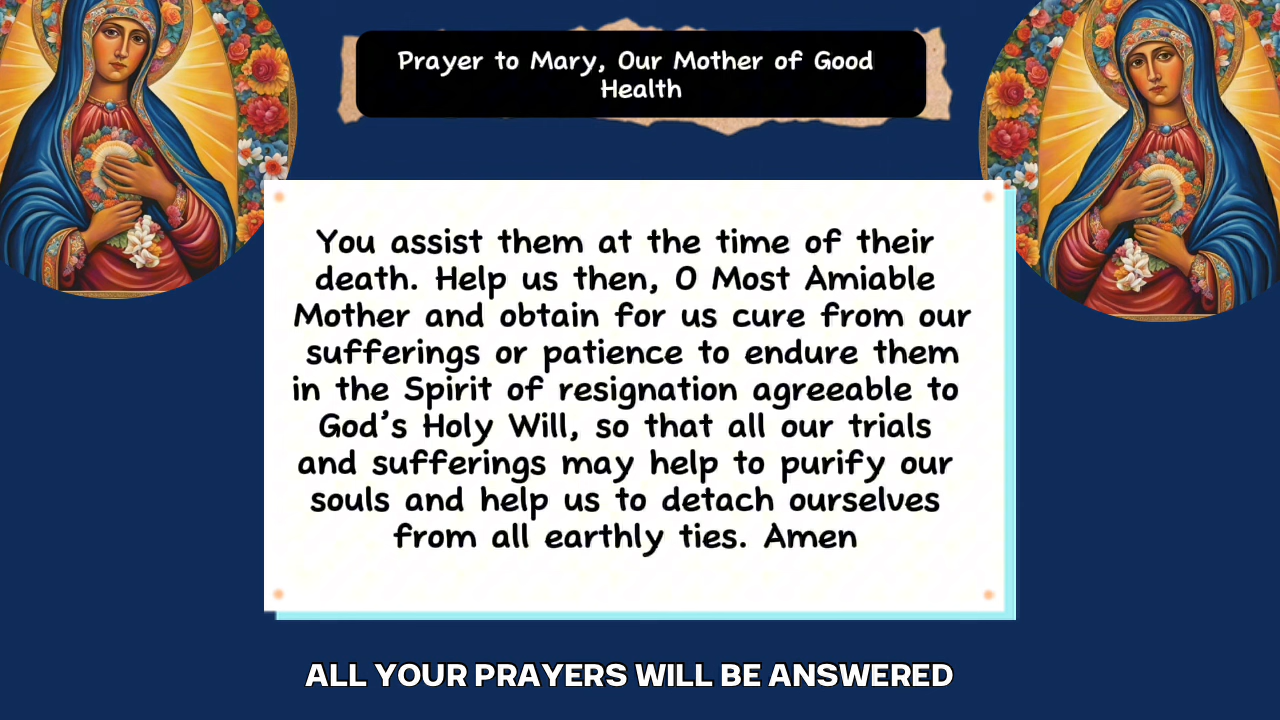 Prayer to Mary, Our Mother of Good
Health
You assist them at the time of their
death. Help us then, O Most Amiable
Mother and obtain for us cure from our
sufferings or patience to endure them
in the Spirit of resignation agreeable to
God’s Holy Will, so that all our trials
and sufferings may help to purify our
souls and help us to detach ourselves
from all earthly ties. Amen
ALL YOUR PRAYERS WILL BE ANSWERED